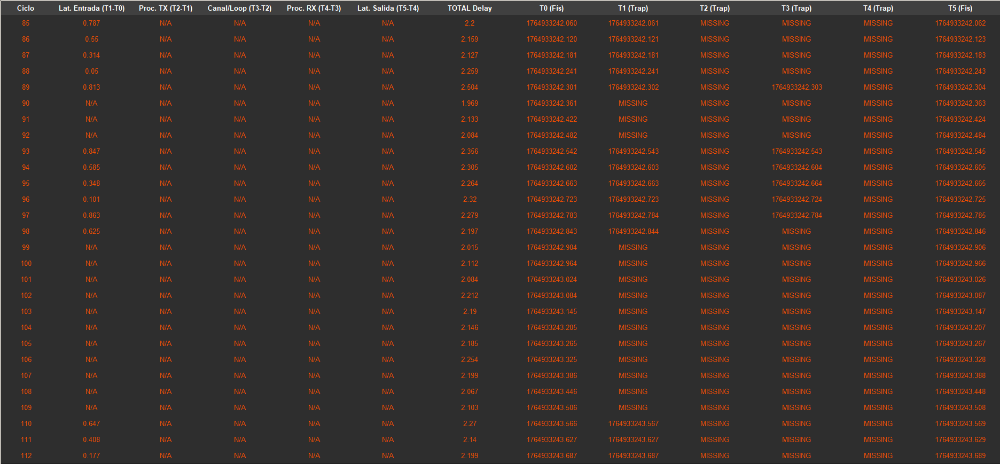 Ciclo Lat. Entrada (T1-T0) Proc. TX (T2-T1) Canal/Loop (T3-T2) Proc. RX (T4-T3) Lat. Salida (T5-T4) TOTAL Delay T0 (Fis) T1 (Trap) T2 (Trap) T3 (Trap) T4 (Trap) T5 (Fis)
85 0.787 N/A N/A N/A N/A 2.2 1764933242.060 1764933242.061 MISSING MISSING MISSING 1764933242.062
86 0.55 N/A N/A N/A N/A 2.159 1764933242.120 1764933242.121 MISSING MISSING MISSING 1764933242.123
87 0.314 N/A N/A N/A N/A 2.127 1764933242.181 1764933242.181 MISSING MISSING MISSING 1764933242.183
88 0.05 N/A N/A N/A N/A 2.259 1764933242.241 1764933242.241 MISSING MISSING MISSING 1764933242.243
89 0.813 N/A N/A N/A N/A 2.504 1764933242.301 1764933242.302 MISSING 1764933242.303 MISSING 1764933242.304
90 N/A N/A N/A N/A N/A 1.969 1764933242.361 MISSING MISSING MISSING MISSING 1764933242.363
91 N/A N/A N/A N/A N/A 2.133 1764933242.422 MISSING MISSING MISSING MISSING 1764933242.424
92 N/A N/A N/A N/A N/A 2.084 1764933242.482 MISSING MISSING MISSING MISSING 1764933242.484
93 0.847 N/A N/A N/A N/A 2.356 1764933242.542 1764933242.543 MISSING 1764933242.543 MISSING 1764933242.545
94 0.585 N/A N/A N/A N/A 2.305 1764933242.602 1764933242.603 MISSING 1764933242.604 MISSING 1764933242.605
95 0.348 N/A N/A N/A N/A 2.264 1764933242.663 1764933242.663 MISSING 1764933242.664 MISSING 1764933242.665
96 0.101 N/A N/A N/A N/A 2.32 1764933242.723 1764933242.723 MISSING 1764933242.724 MISSING 1764933242.725
97 0.863 N/A N/A N/A N/A 2.279 1764933242.783 1764933242.784 MISSING 1764933242.784 MISSING 1764933242.785
98 0.625 N/A N/A N/A N/A 2.197 1764933242.843 1764933242.844 MISSING MISSING MISSING 1764933242.846
99 N/A N/A N/A N/A N/A 2.015 1764933242.904 MISSING MISSING MISSING MISSING 1764933242.906
100 N/A N/A N/A N/A N/A 2.112 1764933242.964 MISSING MISSING MISSING MISSING 1764933242.966
101 N/A N/A N/A N/A N/A 2.084 1764933243.024 MISSING MISSING MISSING MISSING 1764933243.026
102 N/A N/A N/A N/A N/A 2.212 1764933243.084 MISSING MISSING MISSING MISSING 1764933243.087
103 N/A N/A N/A N/A N/A 2.19 1764933243.145 MISSING MISSING MISSING MISSING 1764933243.147
104 N/A N/A N/A N/A N/A 2.146 1764933243.205 MISSING MISSING MISSING MISSING 1764933243.207
105 N/A N/A N/A N/A N/A 2.185 1764933243.265 MISSING MISSING MISSING MISSING 1764933243.267
106 N/A N/A N/A N/A N/A 2.254 1764933243.325 MISSING MISSING MISSING MISSING 1764933243.328
107 N/A N/A N/A N/A N/A 2.199 1764933243.386 MISSING MISSING MISSING MISSING 1764933243.388
108 N/A N/A N/A N/A N/A 2.067 1764933243.446 MISSING MISSING MISSING MISSING 1764933243.448
109 N/A N/A N/A N/A N/A 2.103 1764933243.506 MISSING MISSING MISSING MISSING 1764933243.508
110 0.647 N/A N/A N/A N/A 2.27 1764933243.566 1764933243.567 MISSING MISSING MISSING 1764933243.569
111 0.408 N/A N/A N/A N/A 2.14 1764933243.627 1764933243.627 MISSING MISSING MISSING 1764933243.629
112 0.177 N/A N/A N/A N/A 2.199 1764933243.687 1764933243.687 MISSING MISSING MISSING 1764933243.689